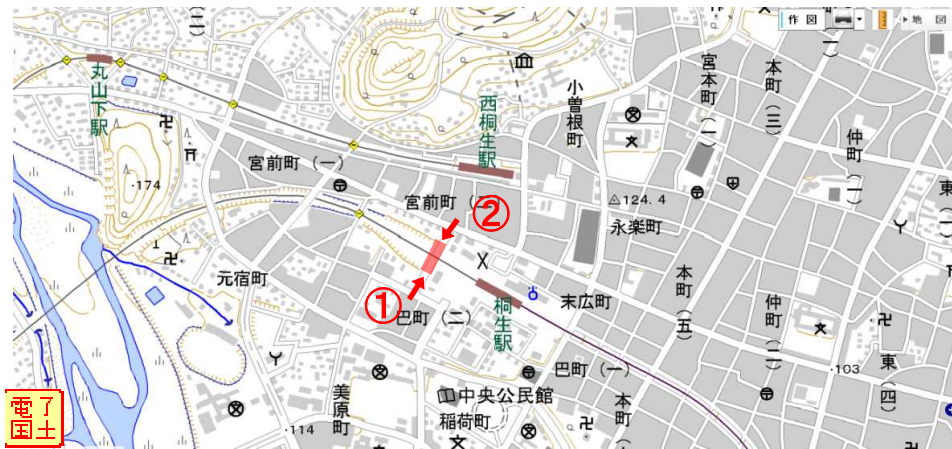 作 図
地 図
(二)
(一)
丸山下駅
西桐生駅
小曽根町
宮本町(一)
本町(三)
仲町(一)
東(一)
宮前町(一)
・174
宮前町(二)
②
△124.4
永楽町
元宿町
①
巴町(二)
桐生駅
末広町
本町(五)
仲町(二)
巴町(一)
・103
東(四)
美原町
中央公民館
稲荷町
本町(
・114
電子
国土